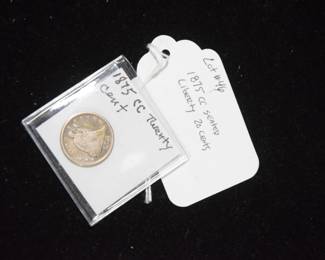 1875 CC Twenty
Cent
Lot #46
1875 CC Seated
Liberty 20 cents